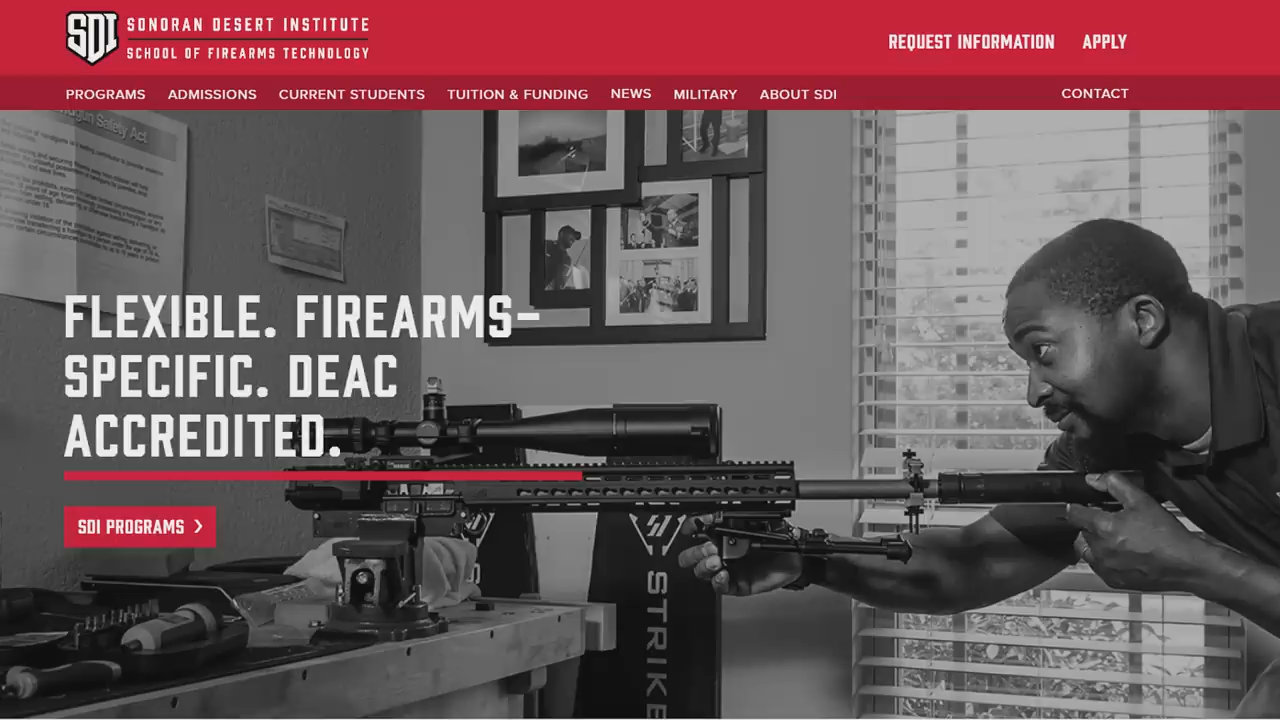 SDI
SONORAN DESERT INSTITUTE
SCHOOL OF FIREARMS TECHNOLOGY
REQUEST INFORMATION
APPLY
PROGRAMS
ADMISSIONS
CURRENT STUDENTS
TUITION & FUNDING
NEWS
MILITARY
ABOUT SDI
CONTACT
Safety Act
FLEXIBLE. FIREARMS-
SPECIFIC. DEAC
ACCREDITED.
SDI PROGRAMS
STRIKE